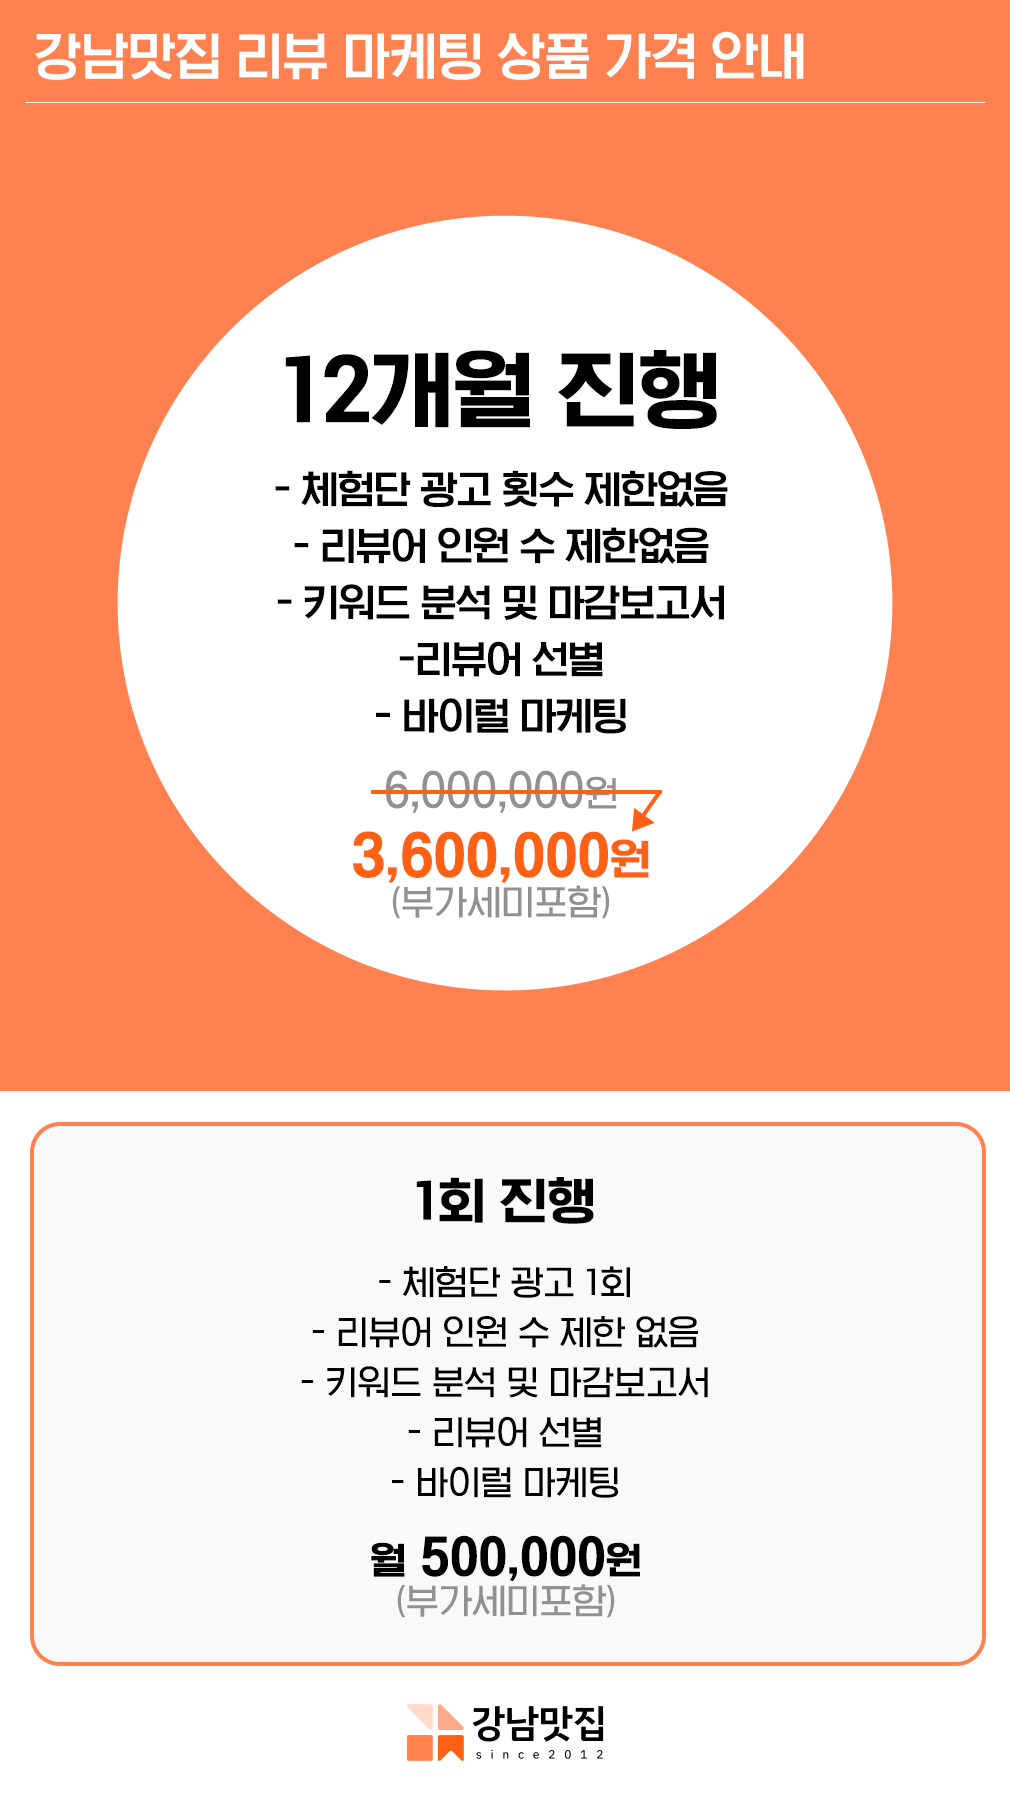 강남맛집 리뷰 마케팅 상품 가격 안내
12개월 진행
- 체험단 광고 횟수 제한없음
- 리뷰어 인원 수 제한없음
- 키워드 분석 및 마감보고서
-리뷰어 선별
- 바이럴 마케팅
6,000,000원
3,600,000원
(부가세미포함)
1회 진행
- 체험단 광고 1회
- 리뷰어 인원 수 제한 없음
- 키워드 분석 및 마감보고서
- 리뷰어 선별
- 바이럴 마케팅
월 500,000원
(부가세미포함)
강남맛집
since2012